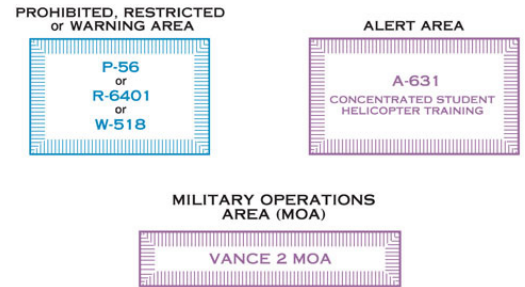 PROHIBITED, RESTRICTED
or WARNING AREA
P-56
or
R-6401
or
W-518
ALERT AREA
A-631
CONCENTRATED STUDENT
HELICOPTER TRAINING
MILITARY OPERATIONS
AREA (MOA)
VANCE 2 MOA